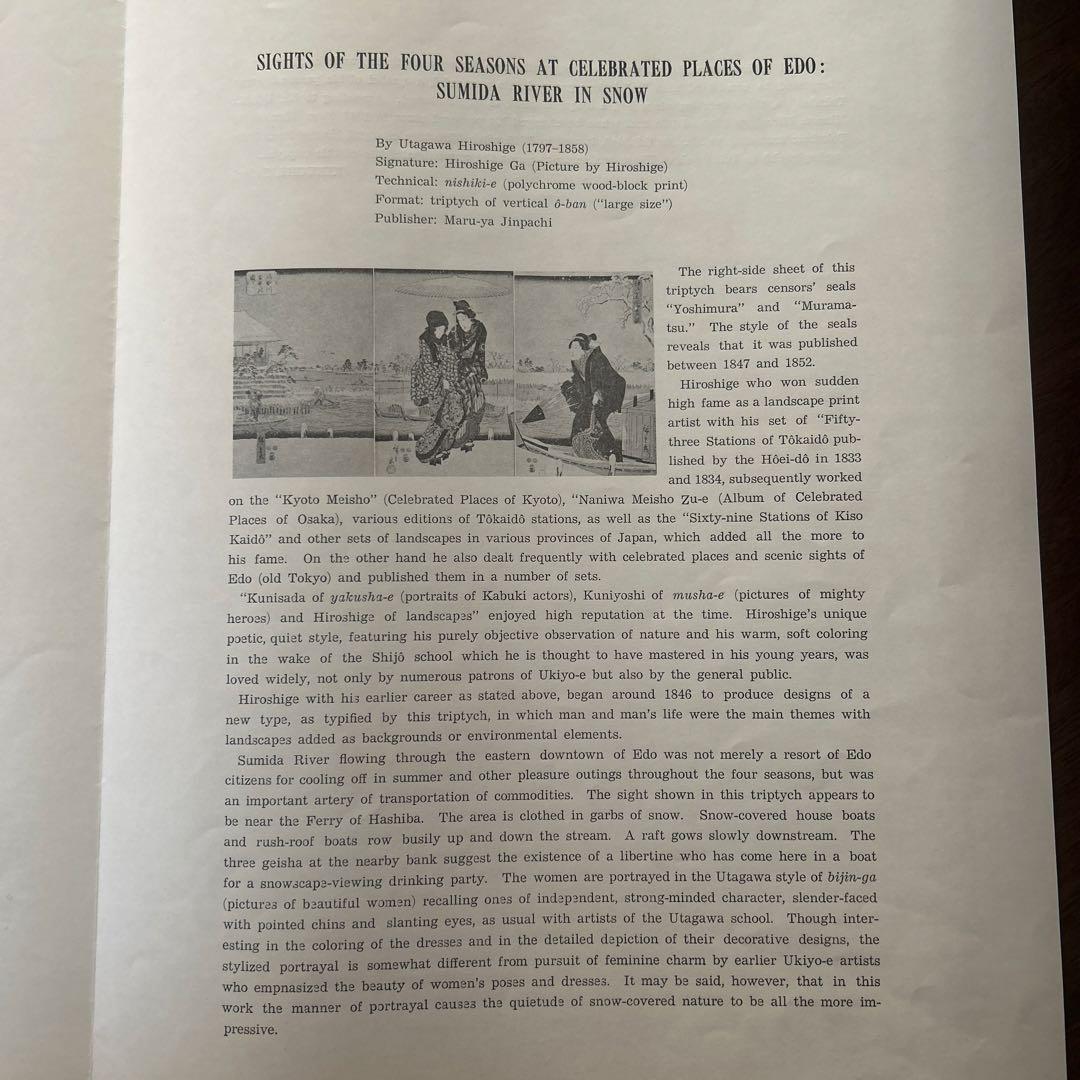 SIGHTS OF THE FOUR SEASONS AT CELEBRATED PLACES OF EDO:
SUMIDA RIVER IN SNOW
By Utagawa Hiroshige (1797–1858)
Signature: Hiroshige Ga (Picture by Hiroshige)
Technical: nishiki-e (polychrome wood-block print)
Format: triptych of vertical ô-ban (“large size”)
Publisher: Maru-ya Jinpachi
The right-side sheet of this
triptych bears censors’ seals
“Yoshimura” and “Murama-
tsu.” The style of the seals
reveals that it was published
between 1847 and 1852.
Hiroshige who won sudden
high fame as a landscape print
artist with his set of “Fifty-
three Stations of Tôkaidô pub-
lished by the Hôei-dô in 1833
and 1834, subsequently worked
on the “Kyoto Meisho” (Celebrated Places of Kyoto), “Naniwa Meisho Zu-e (Album of Celebrated
Places of Osaka), various editions of Tôkaidô stations, as well as the “Sixty-nine Stations of Kiso
Kaidô” and other sets of landscapes in various provinces of Japan, which added all the more to
his fame. On the other hand he also dealt frequently with celebrated places and scenic sights of
Edo (old Tokyo) and published them in a number of sets.
“Kunisada of yakusha-e (portraits of Kabuki actors), Kuniyoshi of musha-e (pictures of mighty
heroes) and Hiroshige of landscapes” enjoyed high reputation at the time. Hiroshige’s unique
poetic, quiet style, featuring his purely objective observation of nature and his warm, soft coloring
in the wake of the Shijô school which he is thought to have mastered in his young years, was
loved widely, not only by numerous patrons of Ukiyo-e but also by the general public.
Hiroshige with his earlier career as stated above, began around 1846 to produce designs of a
new type, as typified by this triptych, in which man and man’s life were the main themes with
landscapes added as backgrounds or environmental elements.
Sumida River flowing through the eastern downtown of Edo was not merely a resort of Edo
citizens for cooling off in summer and other pleasure outings throughout the four seasons, but was
an important artery of transportation of commodities. The sight shown in this triptych appears to
be near the Ferry of Hashiba. The area is clothed in garbs of snow. Snow-covered house boats
and rush-roof boats row busily up and down the stream. A raft gows slowly downstream. The
three geisha at the nearby bank suggest the existence of a libertine who has come here in a boat
for a snowscape-viewing drinking party. The women are portrayed in the Utagawa style of bijin-ga
(pictures of beautiful women) recalling ones of independent, strong-minded character, slender-faced
with pointed chins and slanting eyes, as usual with artists of the Utagawa school. Though inter-
esting in the coloring of the dresses and in the detailed depiction of their decorative designs, the
stylized portrayal is somewhat different from pursuit of feminine charm by earlier Ukiyo-e artists
who empnasized the beauty of women’s poses and dresses. It may be said, however, that in this
work the manner of portrayal causes the quietude of snow-covered nature to be all the more im-
pressive.